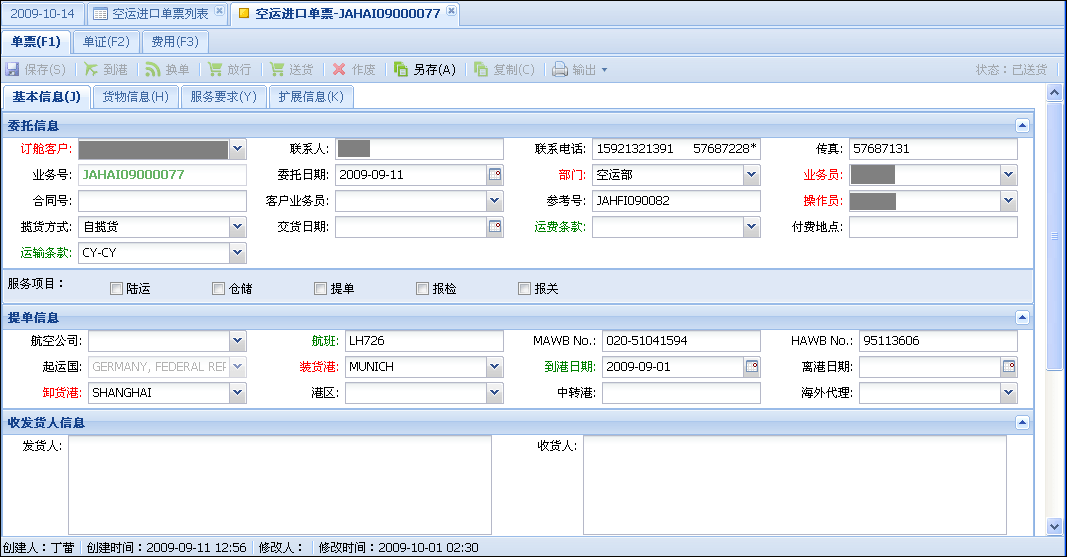 2009-10-14 空运进口单票列表 空运进口单票-JAHAI09000077
单票(F1) 单证(F2) 费用(F3)
保存(S) 到港 换单 放行 送货 作废 另存(A) 复制(C) 输出 状态：已送货
基本信息(J) 货物信息(H) 服务要求(Y) 扩展信息(K)
委托信息
订舱客户: 联系人: 联系电话: 15921321391 57687228* 传真: 57687131
业务号: JAHAI09000077 委托日期: 2009-09-11 部门: 空运部 业务员:
合同号: 客户业务员: 参考号: JAHFI090082 操作员:
揽货方式: 自揽货 交货日期: 运费条款: 付费地点:
运输条款: CY-CY
服务项目： 陆运 仓储 提单 报检 报关
提单信息
航空公司: 航班: LH726 MAWB No.: 020-51041594 HAWB No.: 95113606
起运国: GERMANY, FEDERAL REF 装货港: MUNICH 到港日期: 2009-09-01 离港日期:
卸货港: SHANGHAI 港区: 中转港: 海外代理:
收发货人信息
发货人: 收货人:
创建人：丁蕾 创建时间：2009-09-11 12:56 修改人： 修改时间：2009-10-01 02:30